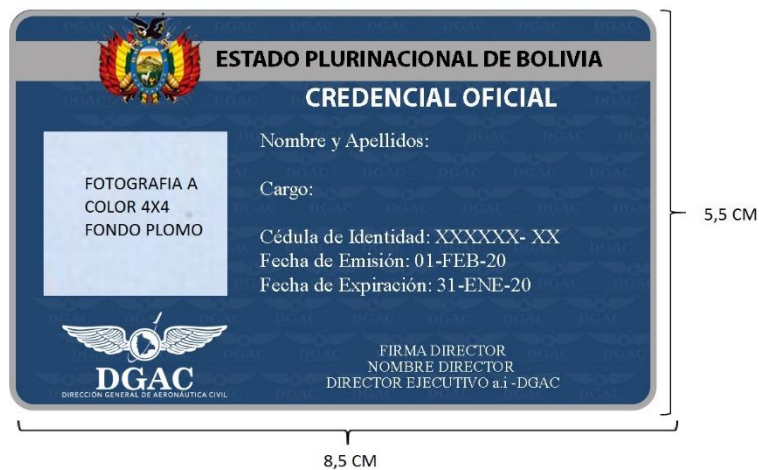 ESTADO PLURINACIONAL DE BOLIVIA
CREDENCIAL OFICIAL
Nombre y Apellidos:
FOTOGRAFIA A
COLOR 4X4
FONDO PLOMO
Cargo:
Cédula de Identidad: XXXXXX- XX
Fecha de Emisión: 01-FEB-20
Fecha de Expiración: 31-ENE-20
5,5 CM
DGAC
DIRECCIÓN GENERAL DE AERONÁUTICA CIVIL
FIRMA DIRECTOR
NOMBRE DIRECTOR
DIRECTOR EJECUTIVO a.i -DGAC
8,5 CM